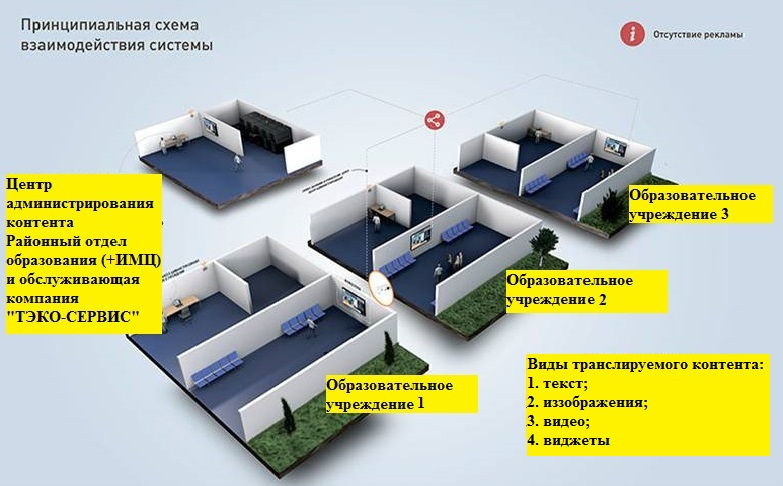 Принципиальная схема
взаимодействия системы
Отсутствие рекламы
Центр
администрирования
контента
Районный отдел
образования (+ИМЦ)
и обслуживающая
компания
"ТЭКО-СЕРВИС"
Образовательное
учреждение 3
Образовательное
учреждение 2
Образовательное
учреждение 1
Виды транслируемого контента:
1. текст;
2. иззображения;
3. видео;
4. виджеты